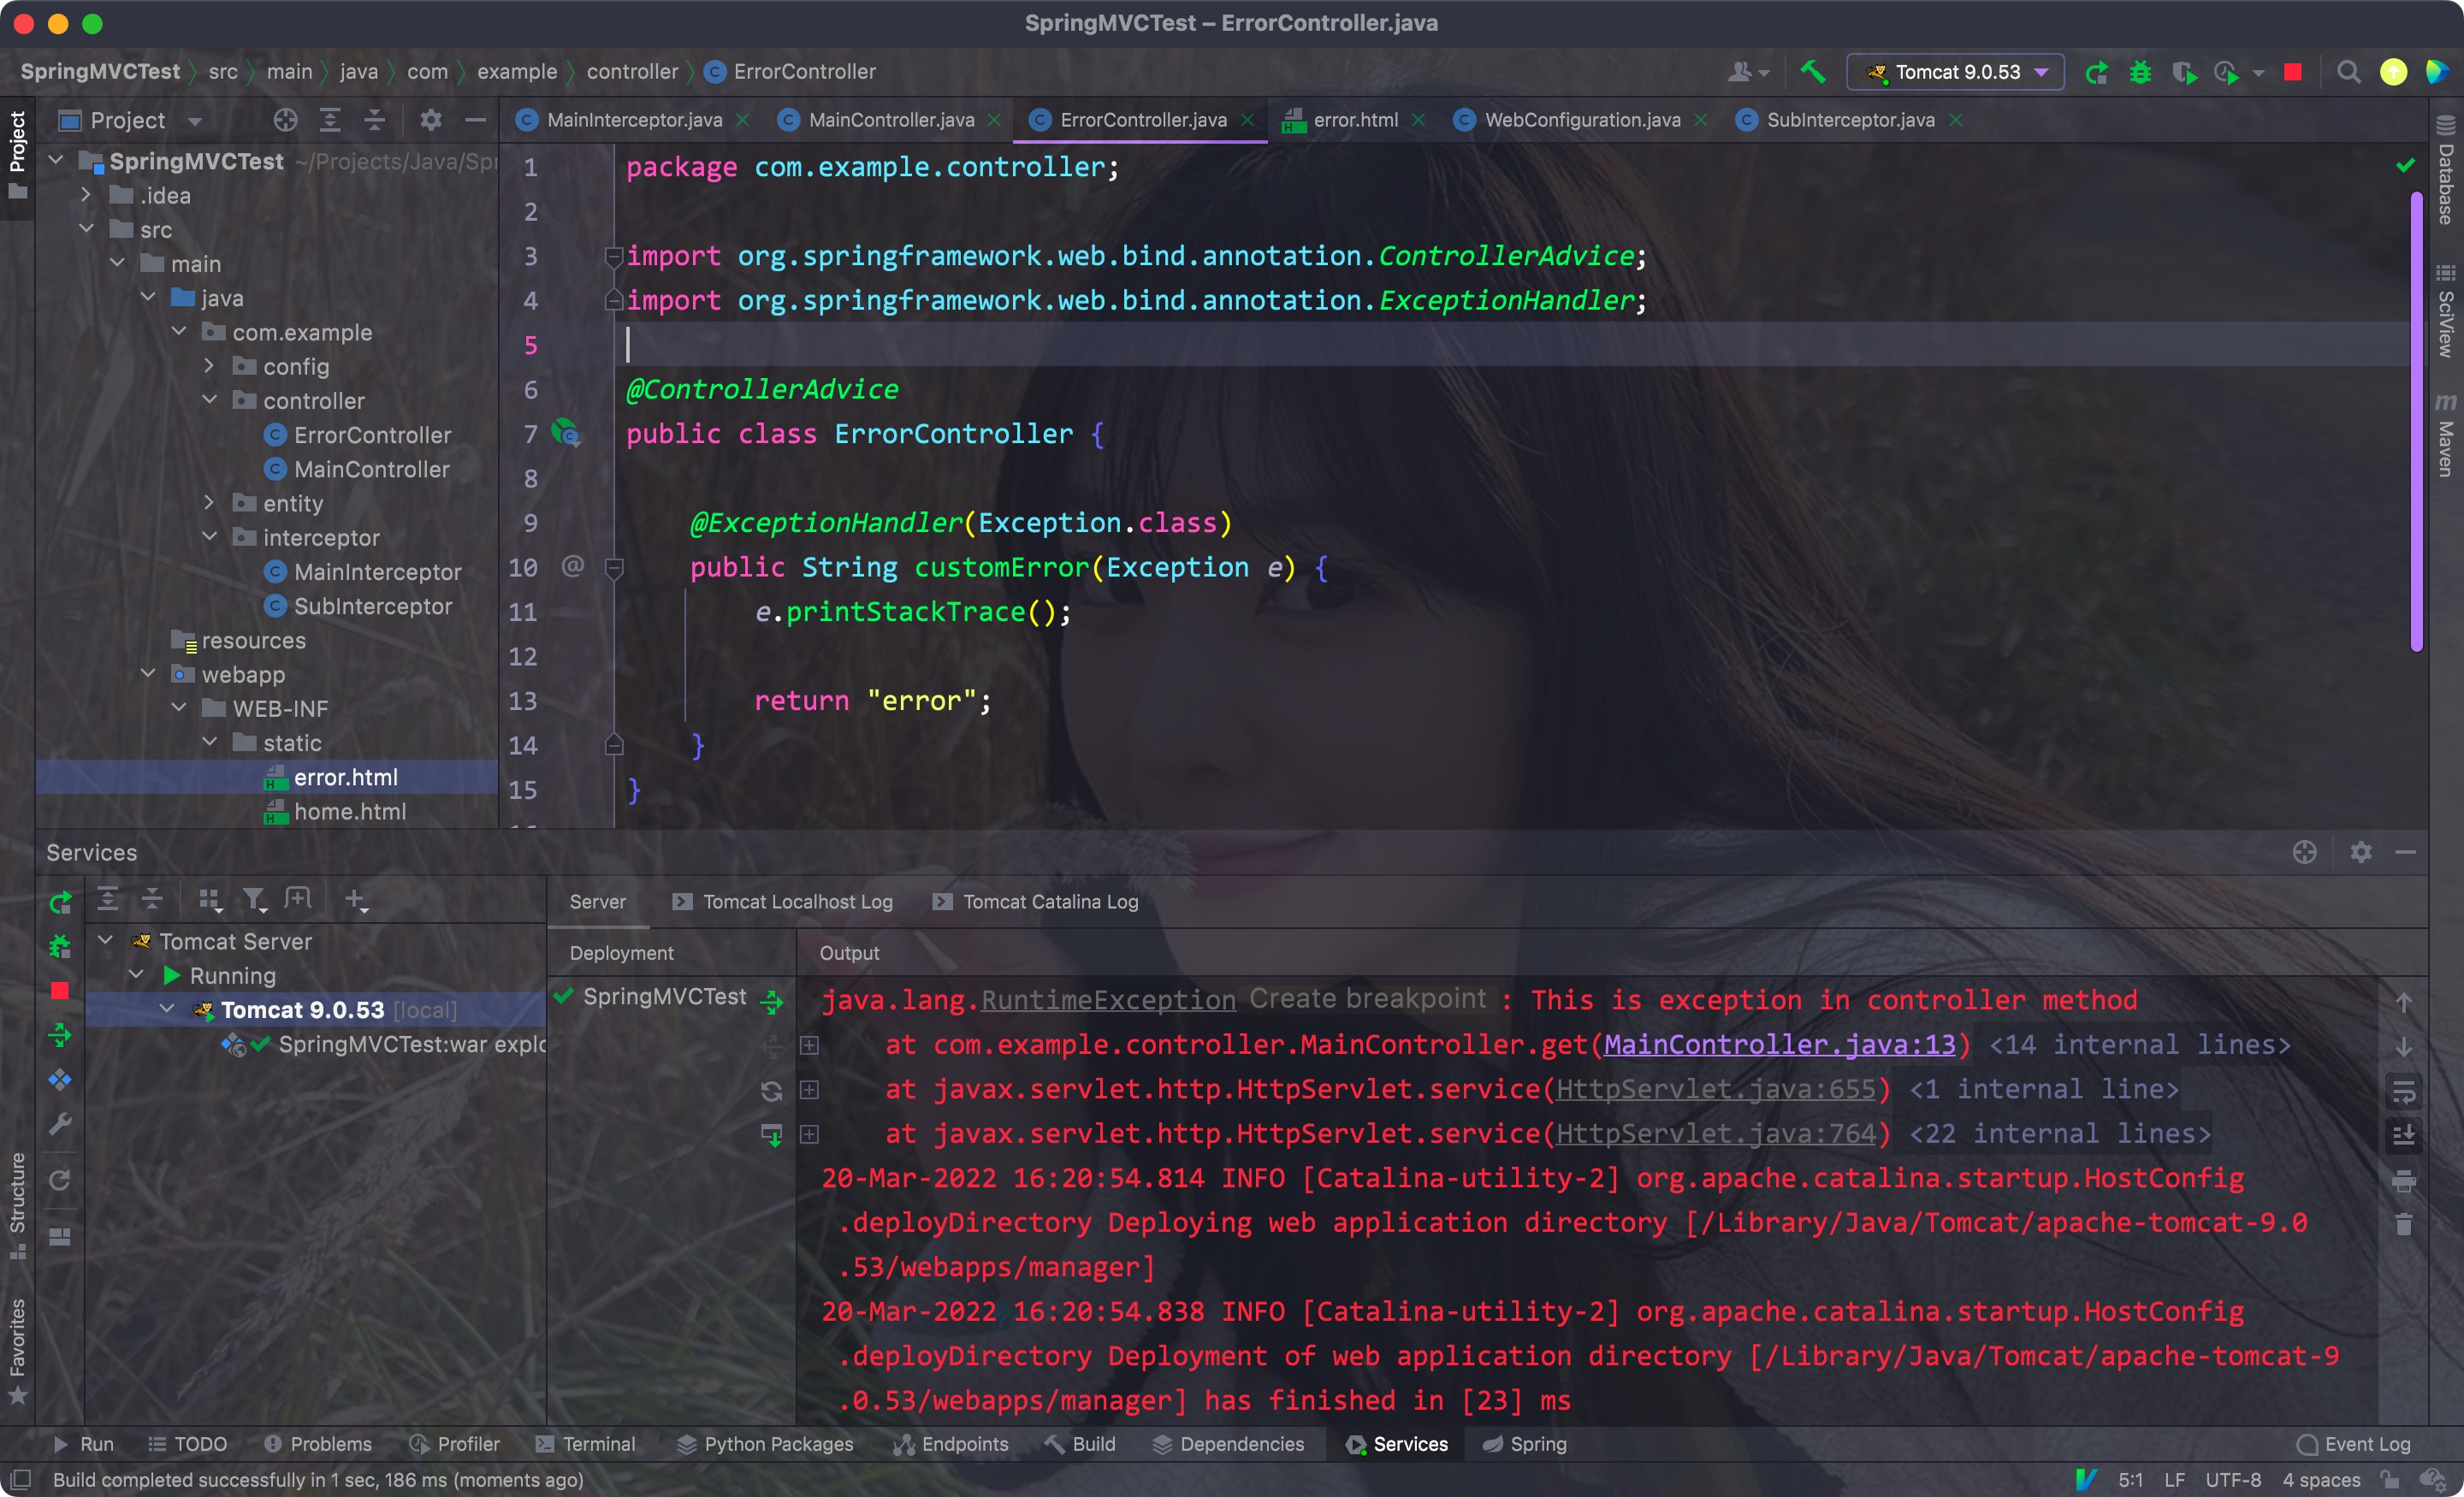 SpringMVCTest – ErrorController.java
SpringMVCTest src main java com example controller ErrorController
Tomcat 9.0.53
Project
Project
MainInterceptor.java MainController.java ErrorController.java error.html WebConfiguration.java SubInterceptor.java
SpringMVCTest ~/Projects/Java/Spr
.idea
src
main
java
com.example
config
controller
ErrorController
MainController
entity
interceptor
MainInterceptor
SubInterceptor
resources
webapp
WEB-INF
static
error.html
home.html
1 package com.example.controller;
2
3 import org.springframework.web.bind.annotation.ControllerAdvice;
4 import org.springframework.web.bind.annotation.ExceptionHandler;
5
6 @ControllerAdvice
7 public class ErrorController {
8
9 @ExceptionHandler(Exception.class)
10 public String customError(Exception e) {
11 e.printStackTrace();
12
13 return "error";
14 }
15 }
Database
SciView
Maven
Services
Server Tomcat Localhost Log Tomcat Catalina Log
Tomcat Server
Running
Tomcat 9.0.53 [local]
SpringMVCTest:war explo
Deployment
SpringMVCTest
Output
java.lang.RuntimeException Create breakpoint : This is exception in controller method
at com.example.controller.MainController.get(MainController.java:13) <14 internal lines>
at javax.servlet.http.HttpServlet.service(HttpServlet.java:655) <1 internal line>
at javax.servlet.http.HttpServlet.service(HttpServlet.java:764) <22 internal lines>
20-Mar-2022 16:20:54.814 INFO [Catalina-utility-2] org.apache.catalina.startup.HostConfig
.deployDirectory Deploying web application directory [/Library/Java/Tomcat/apache-tomcat-9.0
.53/webapps/manager]
20-Mar-2022 16:20:54.838 INFO [Catalina-utility-2] org.apache.catalina.startup.HostConfig
.deployDirectory Deployment of web application directory [/Library/Java/Tomcat/apache-tomcat-9
.0.53/webapps/manager] has finished in [23] ms
Structure
Favorites
Run TODO Problems Profiler Terminal Python Packages Endpoints Build Dependencies Services Spring Event Log
Build completed successfully in 1 sec, 186 ms (moments ago) 5:1 LF UTF-8 4 spaces